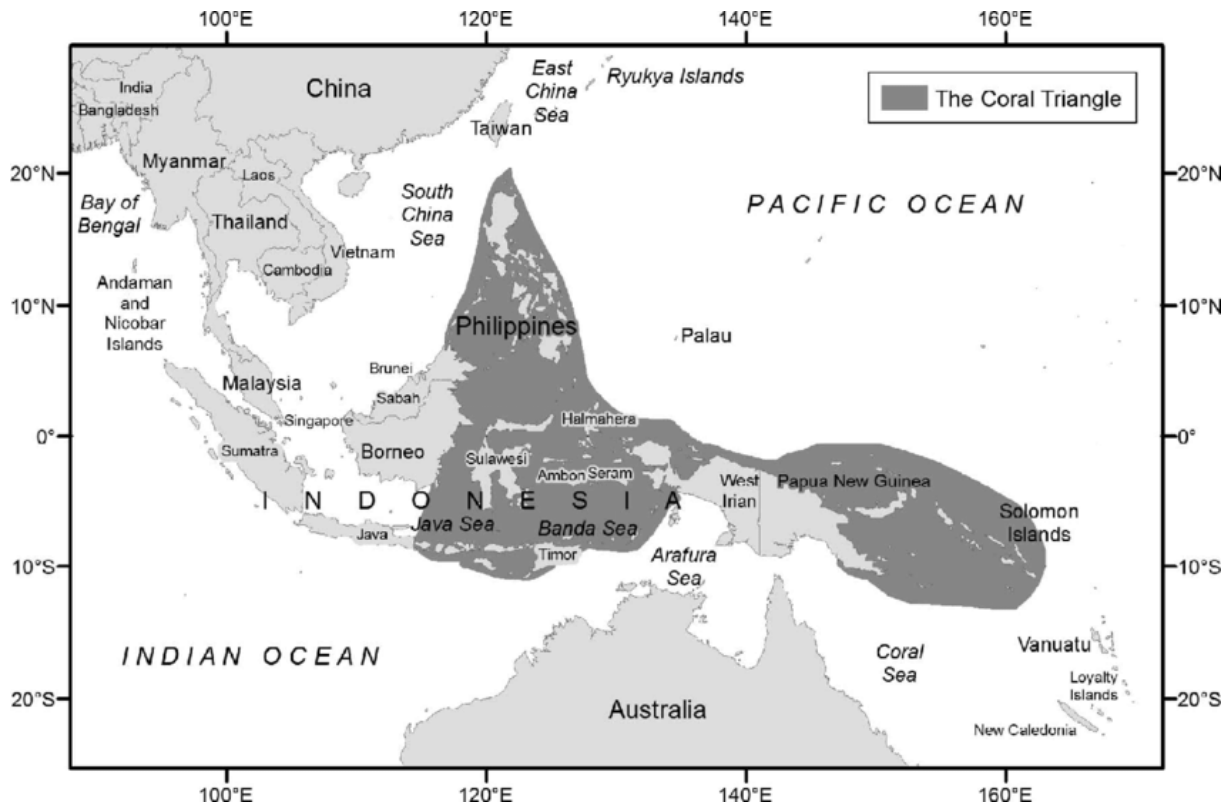 100°E 120°E 140°E 160°E
East
China
Sea
Ryukya Islands
China
India
Bangladesh
The Coral Triangle
Taiwan
Myanmar
20°N
20°N
Laos
Bay of
Bengal
South
China
Sea
PACIFIC OCEAN
Thailand
Vietnam
Cambodia
Andaman
and
Nicobar
Islands
10°N
10°N
Philippines
Palau
Brunei
Malaysia
Sabah
Singapore
Halmahera
0°
0°
Sumatra
Borneo
Sulawesi
Ambon Seram
West
Irian
Papua New Guinea
INDONESIA
Java Sea
Banda Sea
Solomon
Islands
Java
Timor
Arafura
Sea
10°S
10°S
INDIAN OCEAN
Coral
Sea
Vanuatu
Loyalty
Islands
20°S
20°S
Australia
New Caledonia
100°E 120°E 140°E 160°E